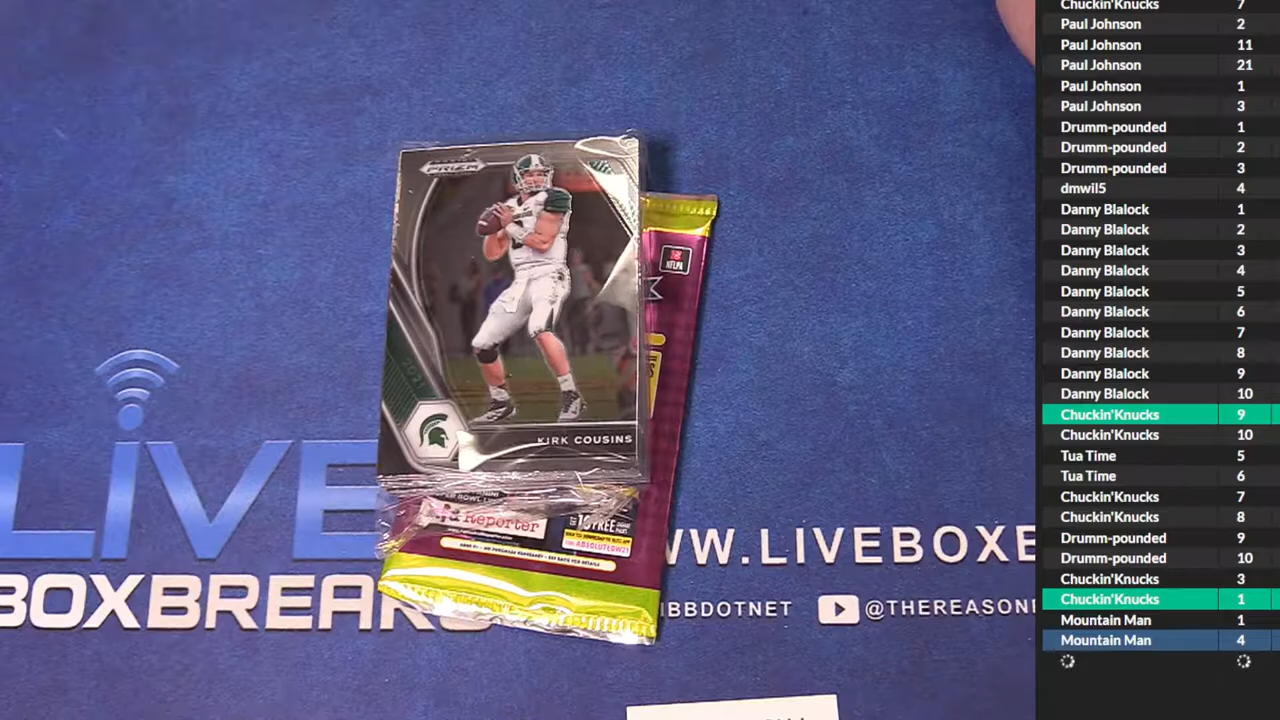 PRIZM
2021
KIRK COUSINS
NFLPA
Reporter
LIVE
BOXBREAKS
WW.LIVEBOXB
BBDOTNET
@THEREASON
Chuckin'Knucks 7
Paul Johnson 2
Paul Johnson 11
Paul Johnson 21
Paul Johnson 1
Paul Johnson 3
Drumm-pounded 1
Drumm-pounded 2
Drumm-pounded 3
dmwil5 4
Danny Blalock 1
Danny Blalock 2
Danny Blalock 3
Danny Blalock 4
Danny Blalock 5
Danny Blalock 6
Danny Blalock 7
Danny Blalock 8
Danny Blalock 9
Danny Blalock 10
Chuckin'Knucks 9
Chuckin'Knucks 10
Tua Time 5
Tua Time 6
Chuckin'Knucks 7
Chuckin'Knucks 8
Drumm-pounded 9
Drumm-pounded 10
Chuckin'Knucks 3
Chuckin'Knucks 1
Mountain Man 1
Mountain Man 4